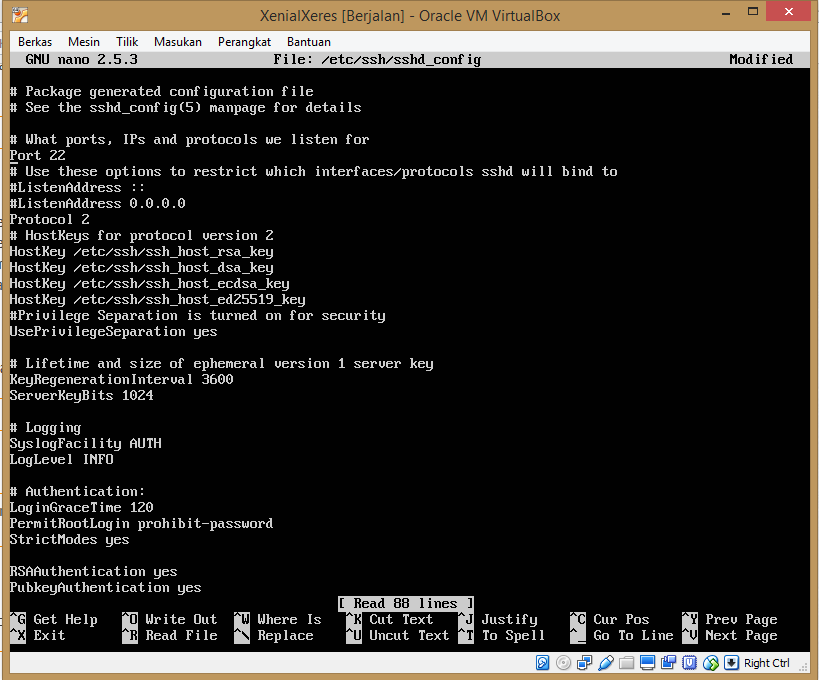 XenialXeres [Berjalan] - Oracle VM VirtualBox
Berkas Mesin Tilik Masukan Perangkat Bantuan
GNU nano 2.5.3 File: /etc/ssh/sshd_config Modified
# Package generated configuration file
# See the sshd_config(5) manpage for details
# What ports, IPs and protocols we listen for
Port 22
# Use these options to restrict which interfaces/protocols sshd will bind to
#ListenAddress ::
#ListenAddress 0.0.0.0
Protocol 2
# HostKeys for protocol version 2
HostKey /etc/ssh/ssh_host_rsa_key
HostKey /etc/ssh/ssh_host_dsa_key
HostKey /etc/ssh/ssh_host_ecdsa_key
HostKey /etc/ssh/ssh_host_ed25519_key
#Privilege Separation is turned on for security
UsePrivilegeSeparation yes
# Lifetime and size of ephemeral version 1 server key
KeyRegenerationInterval 3600
ServerKeyBits 1024
# Logging
SyslogFacility AUTH
LogLevel INFO
# Authentication:
LoginGraceTime 120
PermitRootLogin prohibit-password
StrictModes yes
RSAAuthentication yes
PubkeyAuthentication yes
[ Read 88 lines ]
^G Get Help ^O Write Out ^W Where Is ^K Cut Text ^J Justify ^C Cur Pos ^Y Prev Page
^X Exit ^R Read File ^\ Replace ^U Uncut Text ^T To Spell ^_ Go To Line ^V Next Page
Right Ctrl